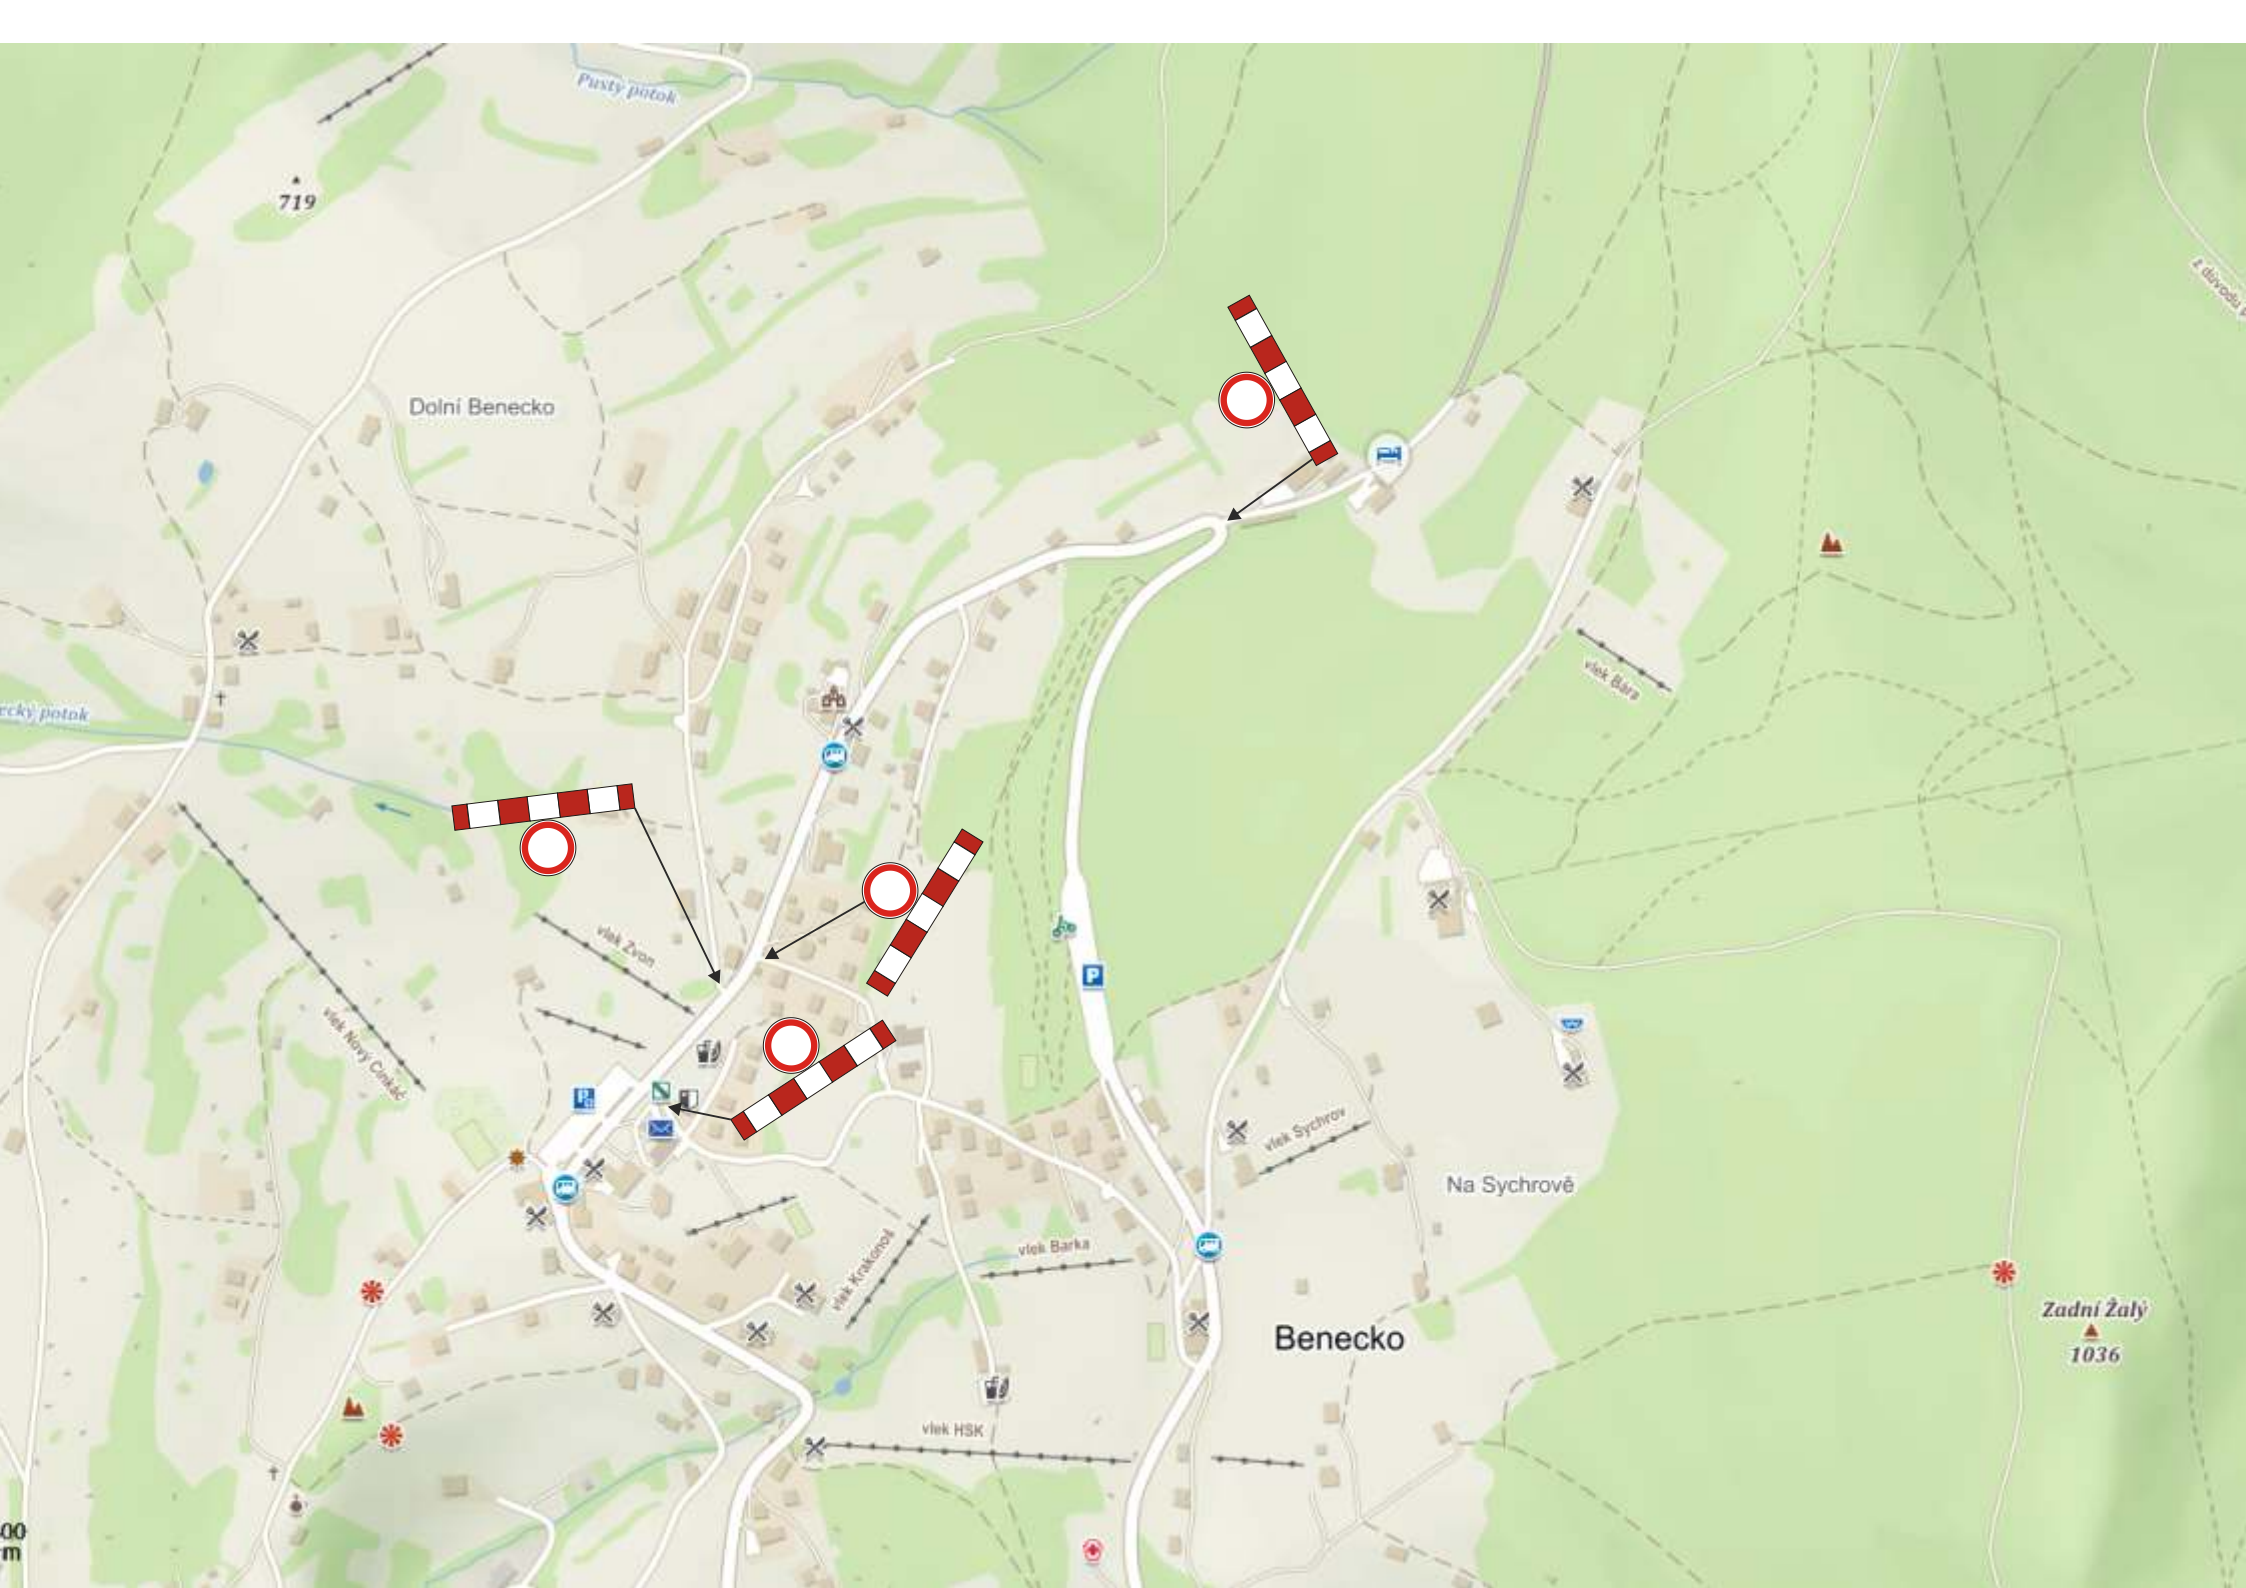 Pustý potok
719
z důvodu
Dolní Benecko
vlek Bára
ecký potok
vlek Zvon
vlek Nový Cihkáč
P
vlek Sychrov
Na Sychrově
vlek Krakonoš
vlek Barka
Zadní Žalý
1036
Benecko
vlek HSK
00
m